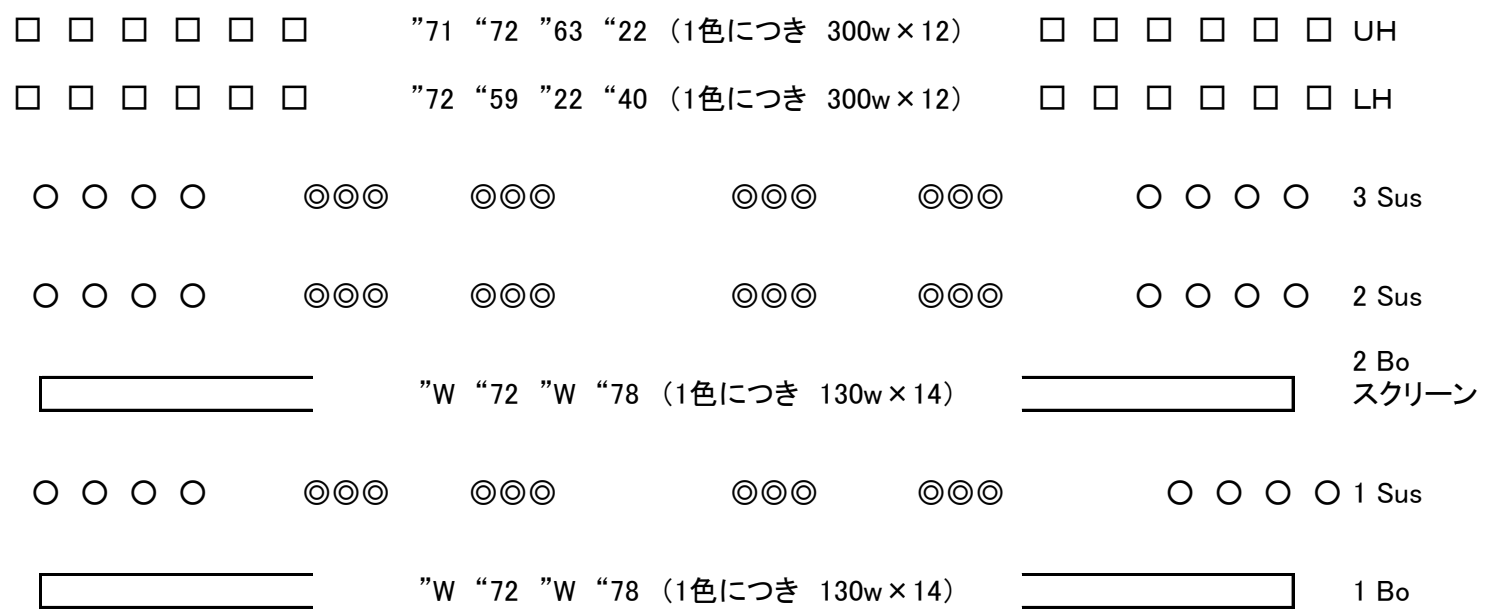 ”71 “72 ”63 “22 (1色につき 300w×12) UH
”72 “59 ”22 “40 (1色につき 300w×12) LH
3 Sus
2 Sus
2 Bo
”W “72 ”W “78 (1色につき 130w×14) スクリーン
1 Sus
”W “72 ”W “78 (1色につき 130w×14) 1 Bo